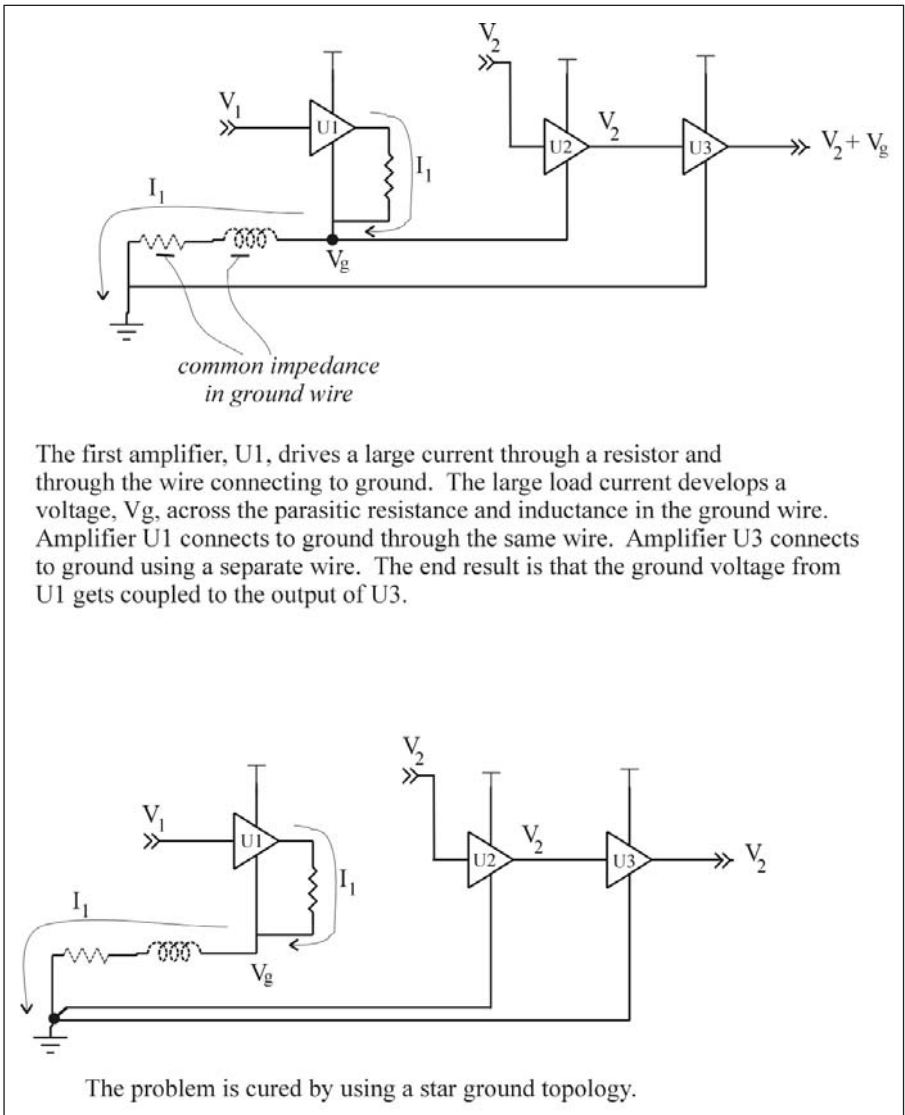 V2
V1
U1
V2
U2
U3
V2 + Vg
I1
I1
Vg
common impedance
in ground wire
The first amplifier, U1, drives a large current through a resistor and
through the wire connecting to ground. The large load current develops a
voltage, Vg, across the parasitic resistance and inductance in the ground wire.
Amplifier U1 connects to ground through the same wire. Amplifier U3 connects
to ground using a separate wire. The end result is that the ground voltage from
U1 gets coupled to the output of U3.
V2
V1
U1
V2
U2
U3
V2
I1
I1
Vg
The problem is cured by using a star ground topology.